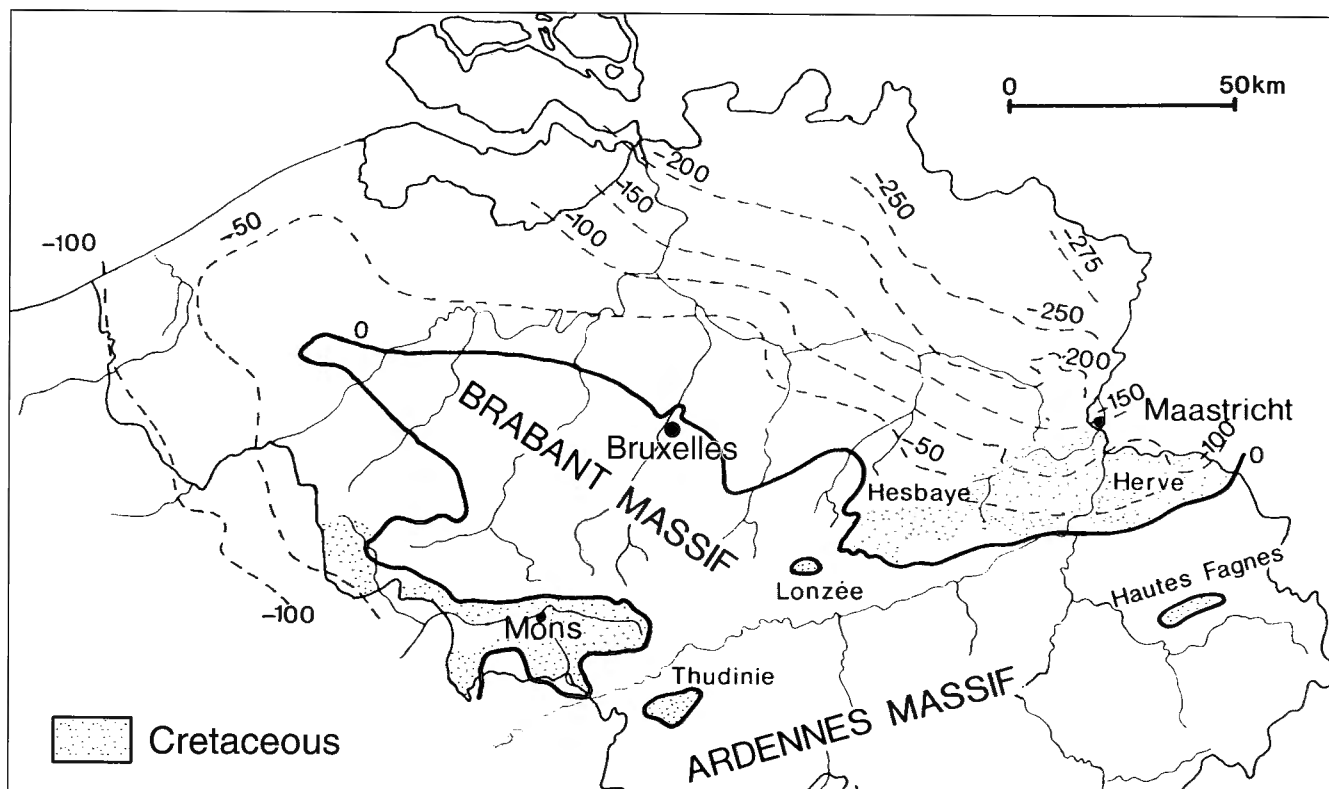 0 50km
-200
-150
-100
-250
-275
-50
-100
-250
-200
0
-150
Maastricht
BRABANT MASSIF
Bruxelles
-50
-100
0
Hesbaye
Herve
Lonzée
Hautes Fagnes
-100
Mons
Thudinie
ARDENNES MASSIF
Cretaceous